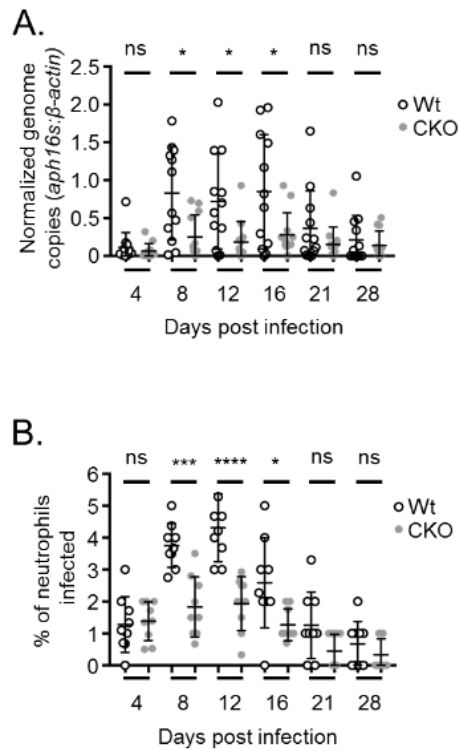 A.
ns * * * ns ns
2.5
2.0
1.5
1.0
0.5
0
Normalized genome
copies (aph16s:β-actin)
Wt
CKO
4 8 12 16 21 28
Days post infection
B.
ns *** **** * ns ns
6
5
4
3
2
1
0
% of neutrophils
infected
Wt
CKO
4 8 12 16 21 28
Days post infection